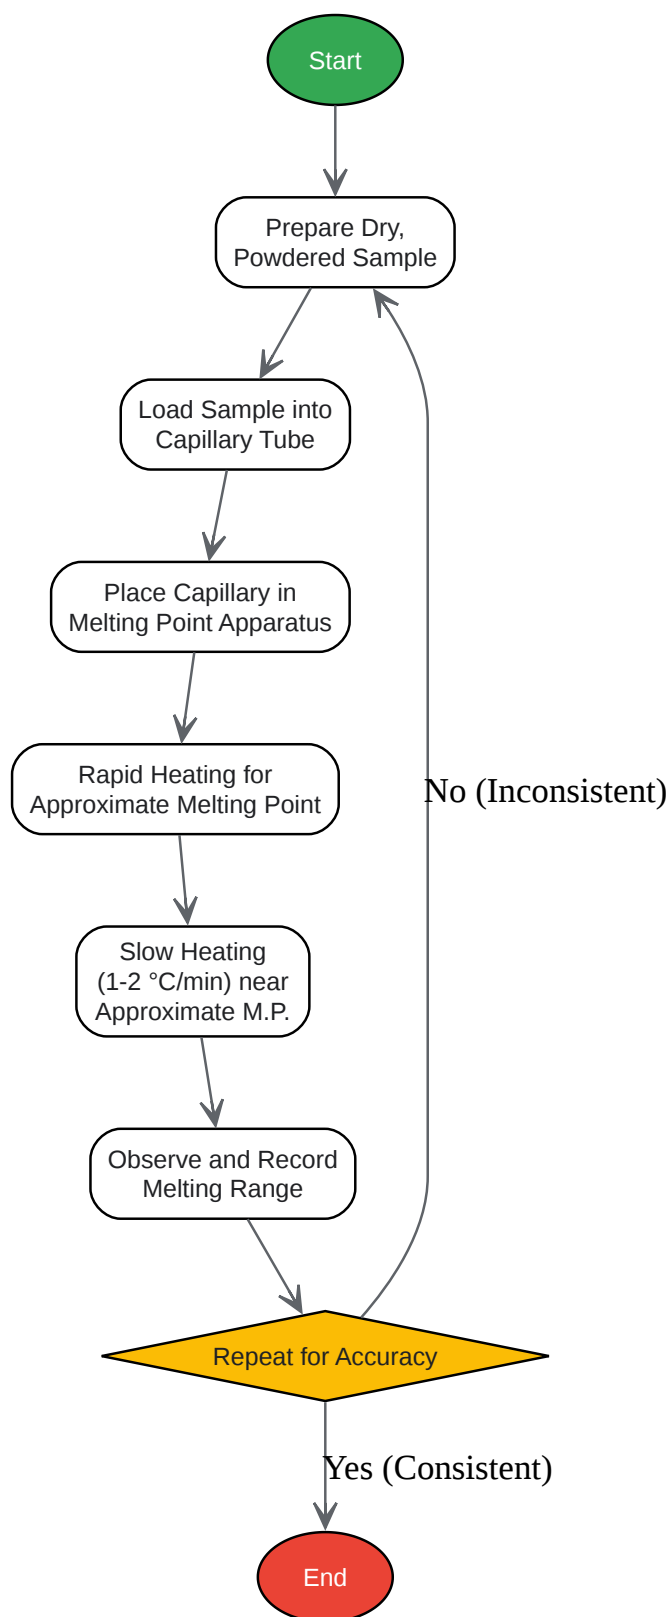 Start
Prepare Dry,
Powdered Sample
Load Sample into
Capillary Tube
Place Capillary in
Melting Point Apparatus
Rapid Heating for
Approximate Melting Point
No (Inconsistent)
Slow Heating
(1-2 °C/min) near
Approximate M.P.
Observe and Record
Melting Range
Repeat for Accuracy
Yes (Consistent)
End